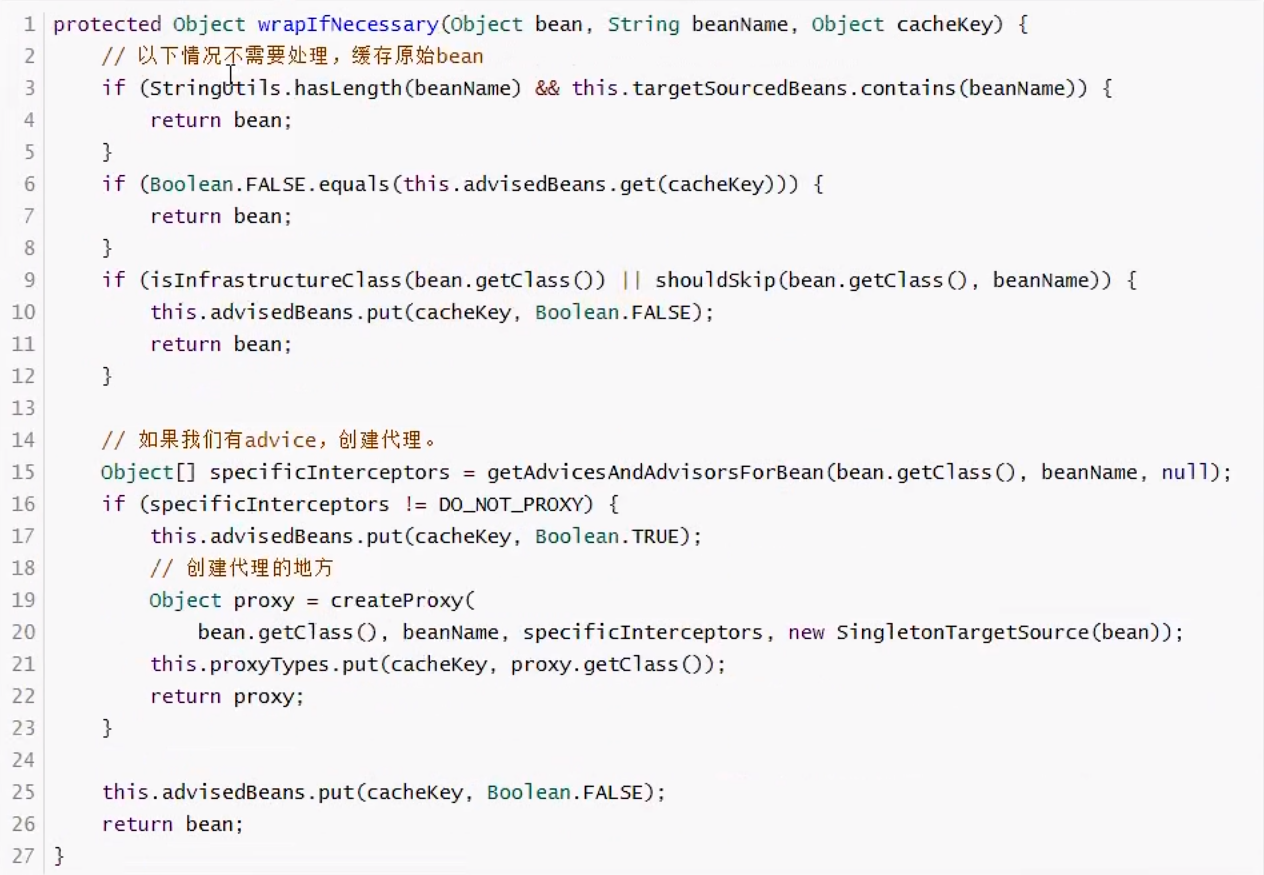 1 protected Object wrapIfNecessary(Object bean, String beanName, Object cacheKey) {
2     // 以下情况不需要处理，缓存原始bean
3     if (StringUtils.hasLength(beanName) && this.targetSourcedBeans.contains(beanName)) {
4         return bean;
5     }
6     if (Boolean.FALSE.equals(this.advisedBeans.get(cacheKey))) {
7         return bean;
8     }
9     if (isInfrastructureClass(bean.getClass()) || shouldSkip(bean.getClass(), beanName)) {
10         this.advisedBeans.put(cacheKey, Boolean.FALSE);
11         return bean;
12     }
13
14     // 如果我们有advice，创建代理。
15     Object[] specificInterceptors = getAdvicesAndAdvisorsForBean(bean.getClass(), beanName, null);
16     if (specificInterceptors != DO_NOT_PROXY) {
17         this.advisedBeans.put(cacheKey, Boolean.TRUE);
18         // 创建代理的地方
19         Object proxy = createProxy(
20             bean.getClass(), beanName, specificInterceptors, new SingletonTargetSource(bean));
21         this.proxyTypes.put(cacheKey, proxy.getClass());
22         return proxy;
23     }
24
25     this.advisedBeans.put(cacheKey, Boolean.FALSE);
26     return bean;
27 }